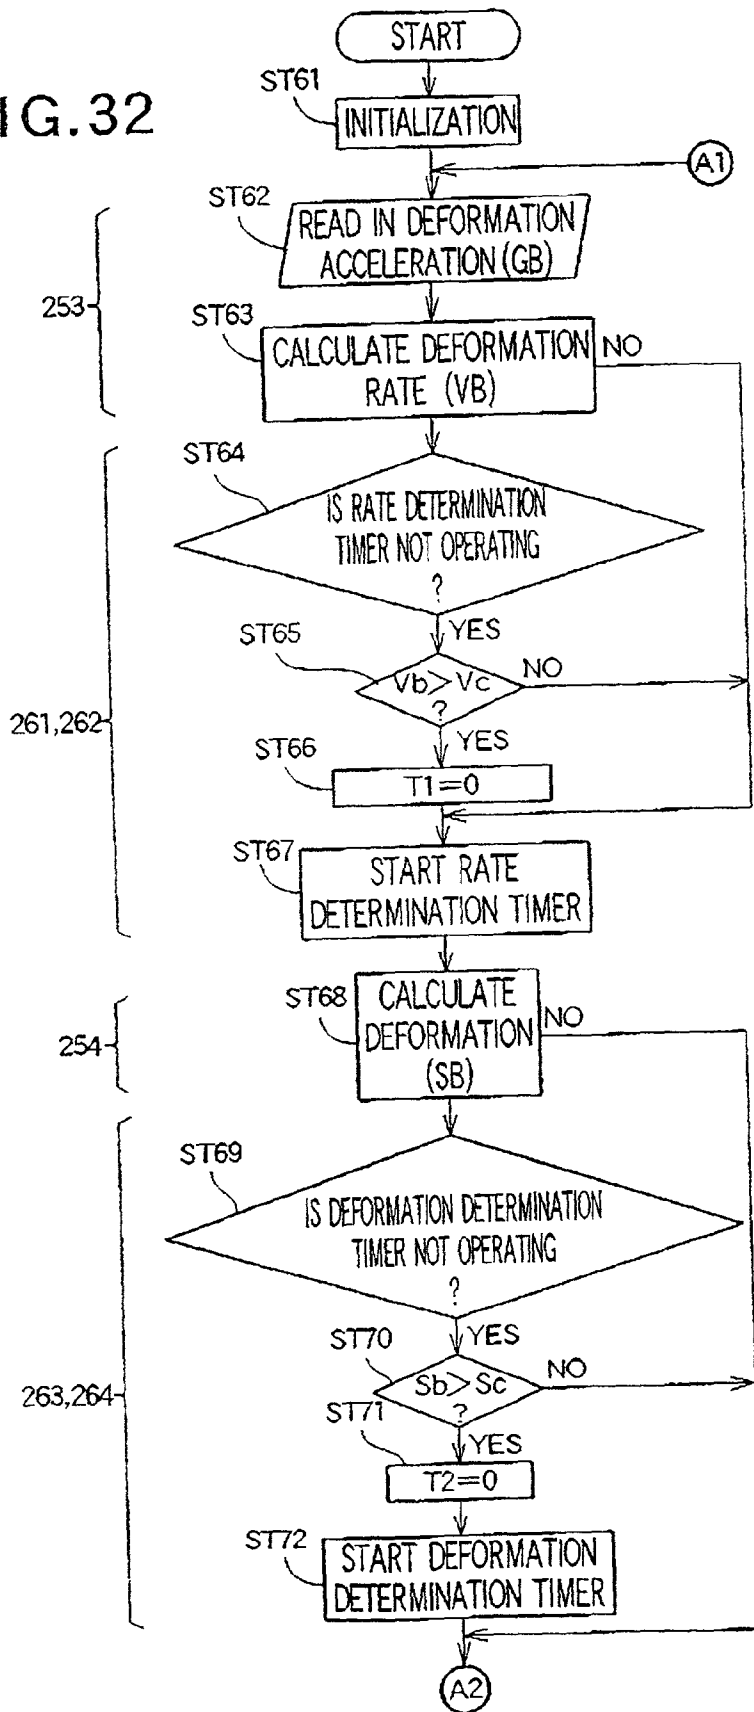 START
ST61
IG.32
INITIALIZATION
A1
ST62
READ IN DEFORMATION
ACCELERATION (GB)
253
ST63
CALCULATE DEFORMATION
RATE (VB)
NO
ST64
IS RATE DETERMINATION
TIMER NOT OPERATING
?
YES
ST65
Vb>Vc
?
NO
261,262
YES
ST66
T1=0
ST67
START RATE
DETERMINATION TIMER
ST68
CALCULATE
DEFORMATION
(SB)
NO
254
ST69
IS DEFORMATION DETERMINATION
TIMER NOT OPERATING
?
YES
ST70
Sb>Sc
?
NO
263,264
ST71
YES
T2=0
ST72
START DEFORMATION
DETERMINATION TIMER
A2